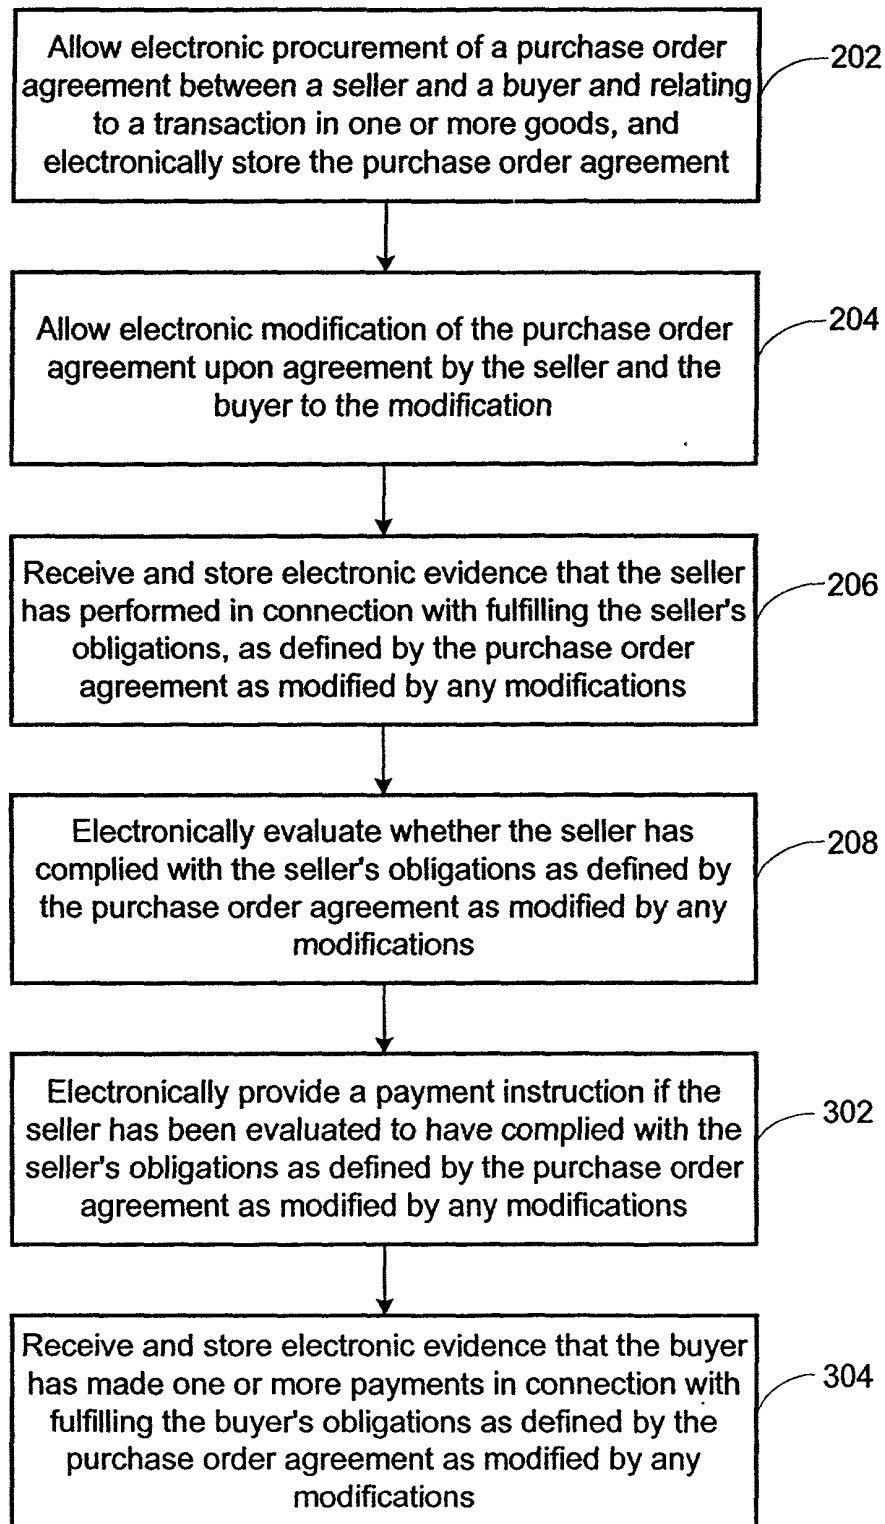 Allow electronic procurement of a purchase order
agreement between a seller and a buyer and relating
to a transaction in one or more goods, and
electronically store the purchase order agreement
202
Allow electronic modification of the purchase order
agreement upon agreement by the seller and the
buyer to the modification
204
Receive and store electronic evidence that the seller
has performed in connection with fulfilling the seller's
obligations, as defined by the purchase order
agreement as modified by any modifications
206
Electronically evaluate whether the seller has
complied with the seller's obligations as defined by
the purchase order agreement as modified by any
modifications
208
Electronically provide a payment instruction if the
seller has been evaluated to have complied with the
seller's obligations as defined by the purchase order
agreement as modified by any modifications
302
Receive and store electronic evidence that the buyer
has made one or more payments in connection with
fulfilling the buyer's obligations as defined by the
purchase order agreement as modified by any
modifications
304